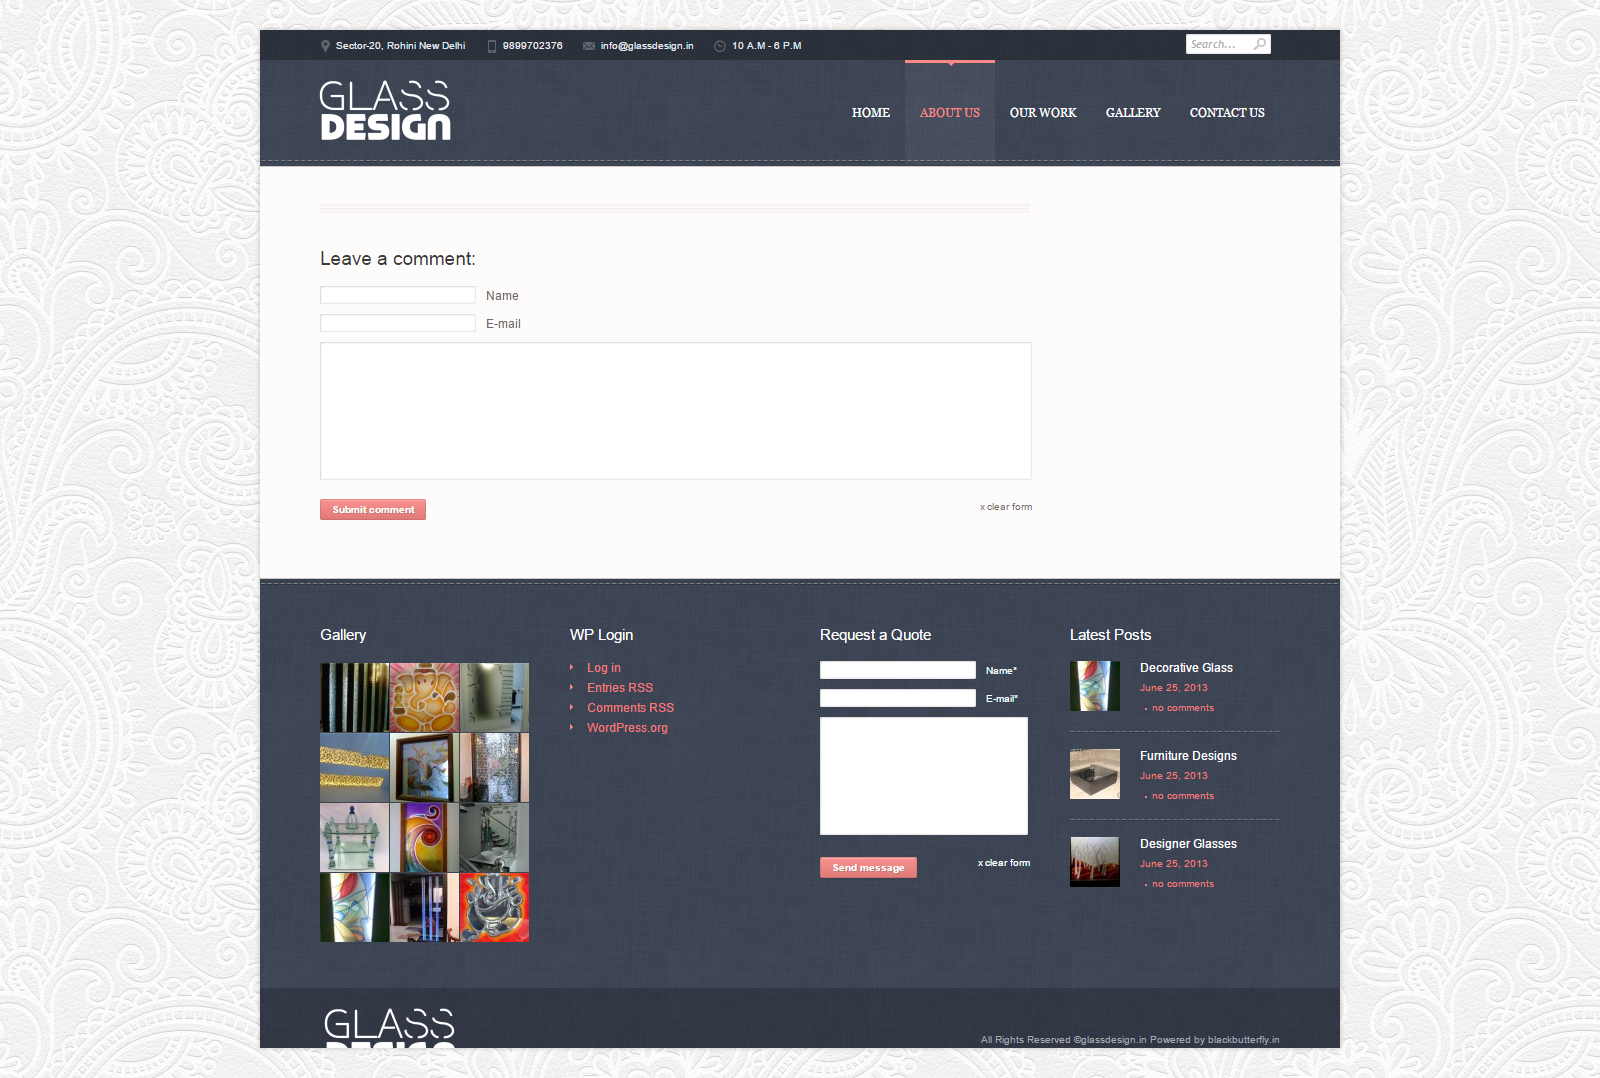 Sector-20, Rohini New Delhi 9899702376 info@glassdesign.in 10 A.M - 6 P.M Search...
GLASS
DESIGN
HOME ABOUT US OUR WORK GALLERY CONTACT US
Leave a comment:
Name
E-mail
Submit comment x clear form
Gallery
WP Login
Log in
Entries RSS
Comments RSS
WordPress.org
Request a Quote
Name*
E-mail*
Send message x clear form
Latest Posts
Decorative Glass
June 25, 2013
no comments
Furniture Designs
June 25, 2013
no comments
Designer Glasses
June 25, 2013
no comments
GLASS
DESIGN
All Rights Reserved ©glassdesign.in Powered by blackbutterfly.in